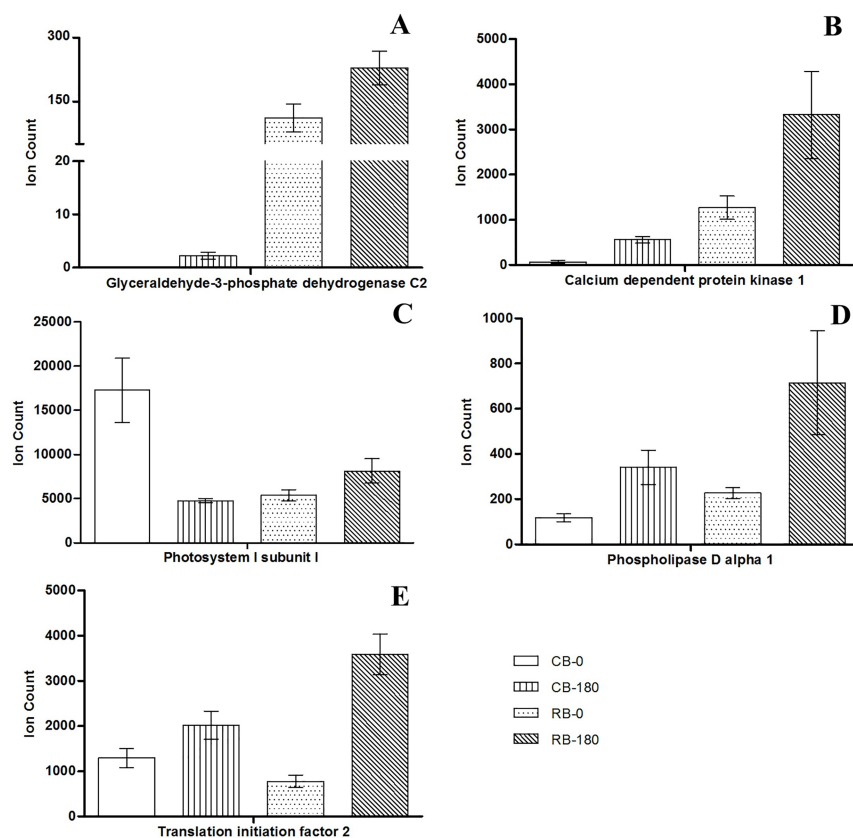 A
300
150
20
10
0
Ion Count
Glyceraldehyde-3-phosphate dehydrogenase C2
B
5000
4000
3000
2000
1000
0
Ion Count
Calcium dependent protein kinase 1
C
25000
20000
15000
10000
5000
0
Ion Count
Photosystem I subunit l
D
1000
800
600
400
200
0
Ion Count
Phospholipase D alpha 1
E
5000
4000
3000
2000
1000
0
Ion Count
Translation initiation factor 2
CB-0
CB-180
RB-0
RB-180